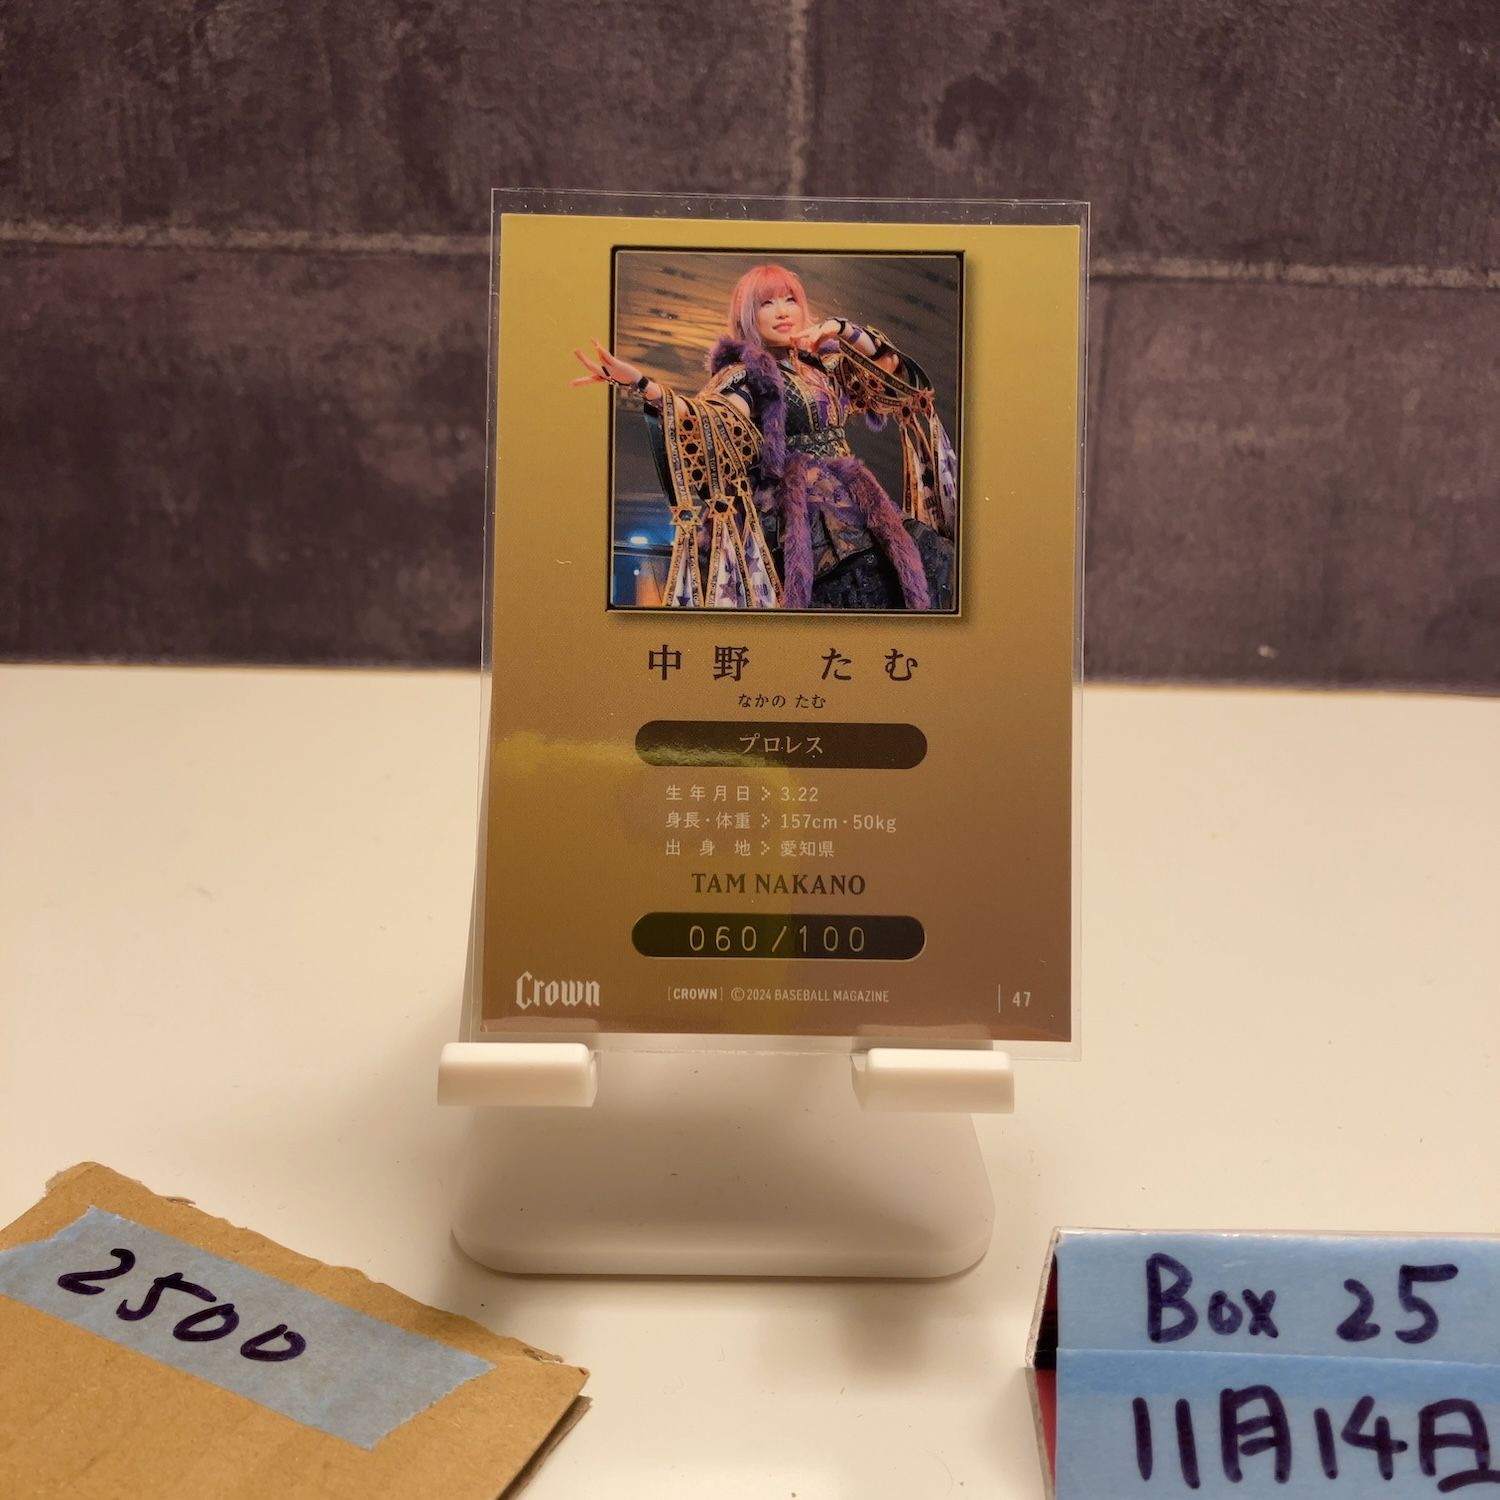 中野 たむ
なかの たむ
プロレス
生年月日 3.22
身長・体重 157cm・50kg
出身地 愛知県
TAM NAKANO
060/100
Crown
[CROWN] ©2024 BASEBALL MAGAZINE
47
2500
Box 25
11月14日